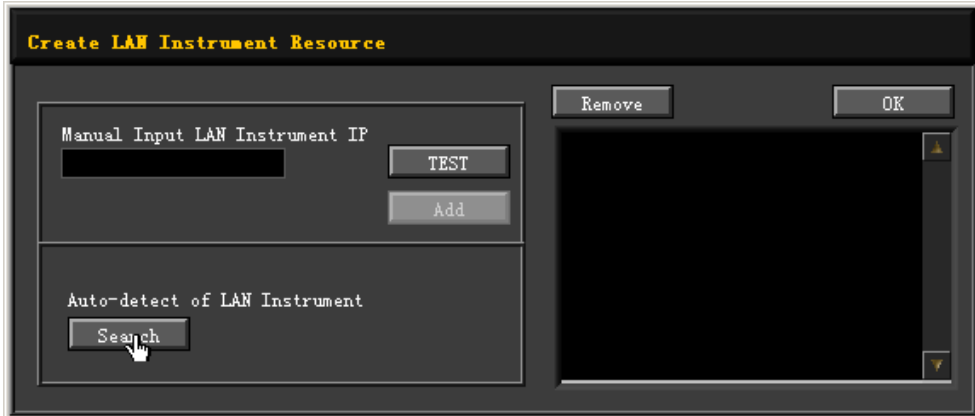 Create LAN Instrument Resource
Remove
OK
Manual Input LAN Instrument IP
TEST
Add
Auto-detect of LAN Instrument
Search